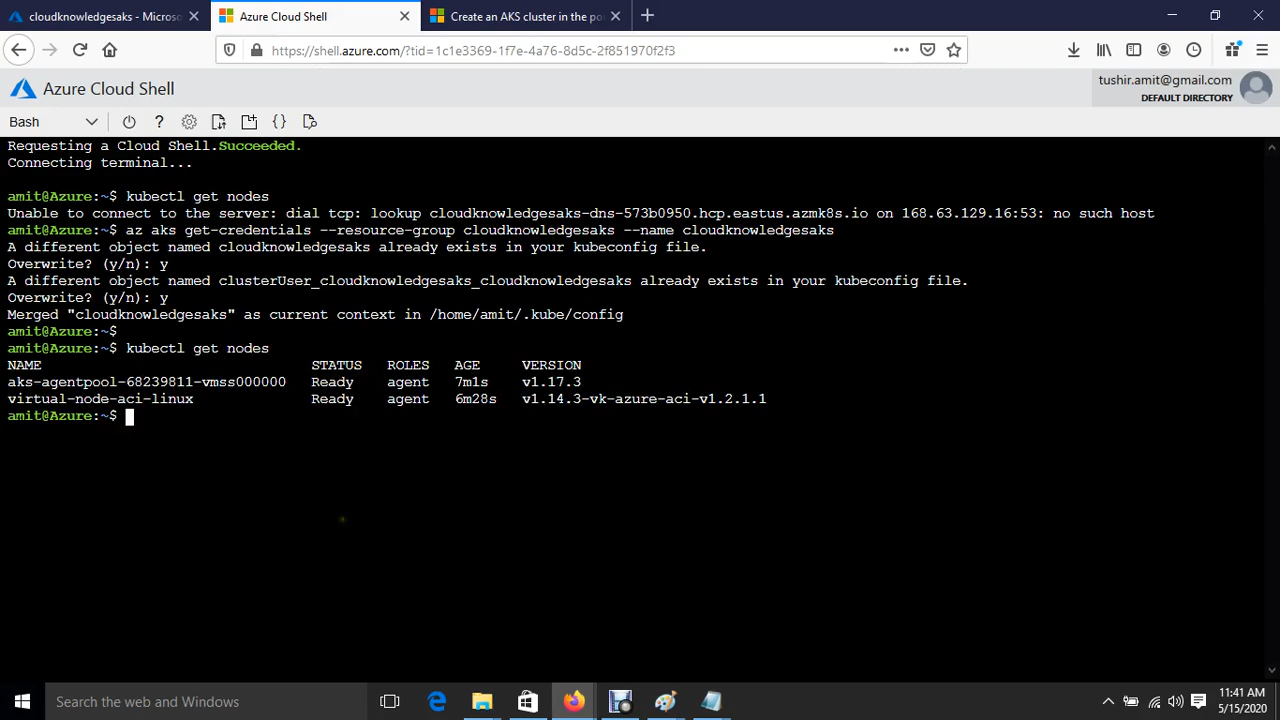 cloudknowledgesaks - Microso
Azure Cloud Shell
Create an AKS cluster in the po
https://shell.azure.com/?tid=1c1e3369-1f7e-4a76-8d5c-2f851970f2f3
Azure Cloud Shell
tushir.amit@gmail.com
DEFAULT DIRECTORY
Bash
Requesting a Cloud Shell.Succeeded.
Connecting terminal...
amit@Azure:~$ kubectl get nodes
Unable to connect to the server: dial tcp: lookup cloudknowledgesaks-dns-573b0950.hcp.eastus.azmk8s.io on 168.63.129.16:53: no such host
amit@Azure:~$ az aks get-credentials --resource-group cloudknowledgesaks --name cloudknowledgesaks
A different object named cloudknowledgesaks already exists in your kubeconfig file.
Overwrite? (y/n): y
A different object named clusterUser_cloudknowledgesaks_cloudknowledgesaks already exists in your kubeconfig file.
Overwrite? (y/n): y
Merged "cloudknowledgesaks" as current context in /home/amit/.kube/config
amit@Azure:~$
amit@Azure:~$ kubectl get nodes
NAME STATUS ROLES AGE VERSION
aks-agentpool-68239811-vmss000000 Ready agent 7m1s v1.17.3
virtual-node-aci-linux Ready agent 6m28s v1.14.3-vk-azure-aci-v1.2.1.1
amit@Azure:~$
Search the web and Windows
11:41 AM
5/15/2020